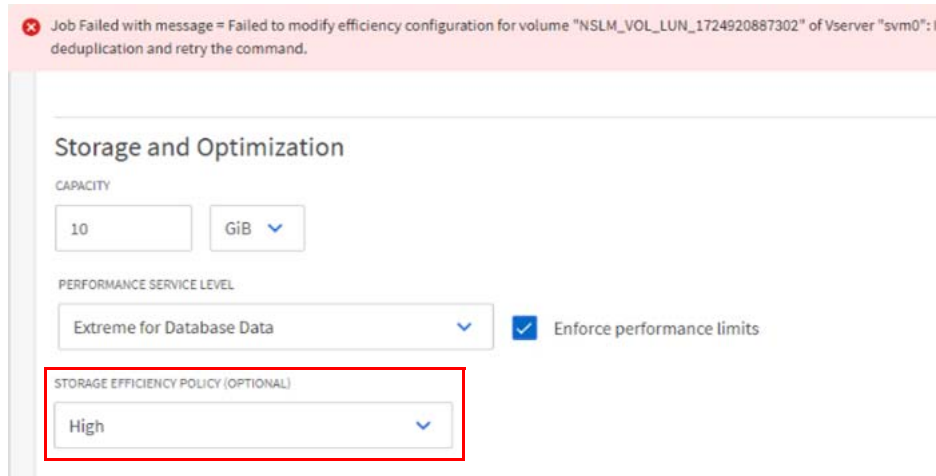 Job Failed with message = Failed to modify efficiency configuration for volume "NSLM_VOL_LUN_1724920887302" of Vserver "svm0":
deduplication and retry the command.
Storage and Optimization
CAPACITY
10 GiB
PERFORMANCE SERVICE LEVEL
Extreme for Database Data Enforce performance limits
STORAGE EFFICIENCY POLICY (OPTIONAL)
High